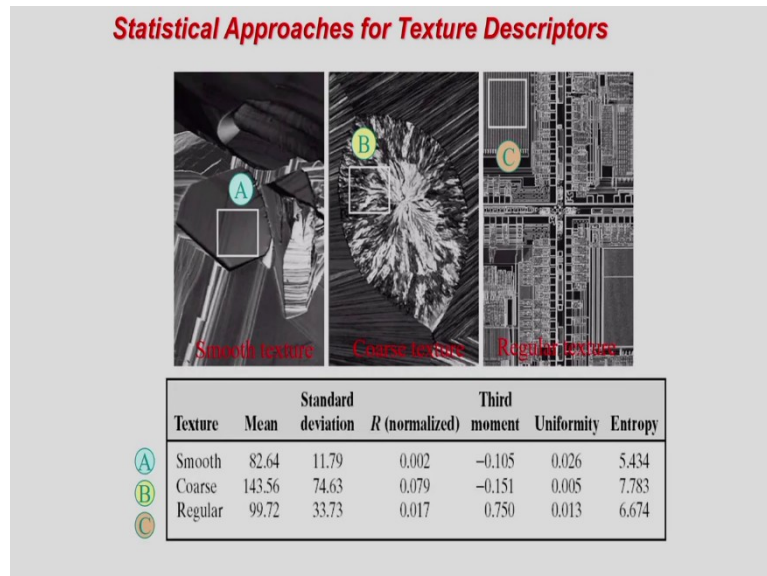 Statistical Approaches for Texture Descriptors
A
B
C
Smooth texture
Coarse texture
Regular texture
Texture Mean Standard deviation R (normalized) Third moment Uniformity Entropy
A Smooth 82.64 11.79 0.002 −0.105 0.026 5.434
B Coarse 143.56 74.63 0.079 −0.151 0.005 7.783
C Regular 99.72 33.73 0.017 0.750 0.013 6.674